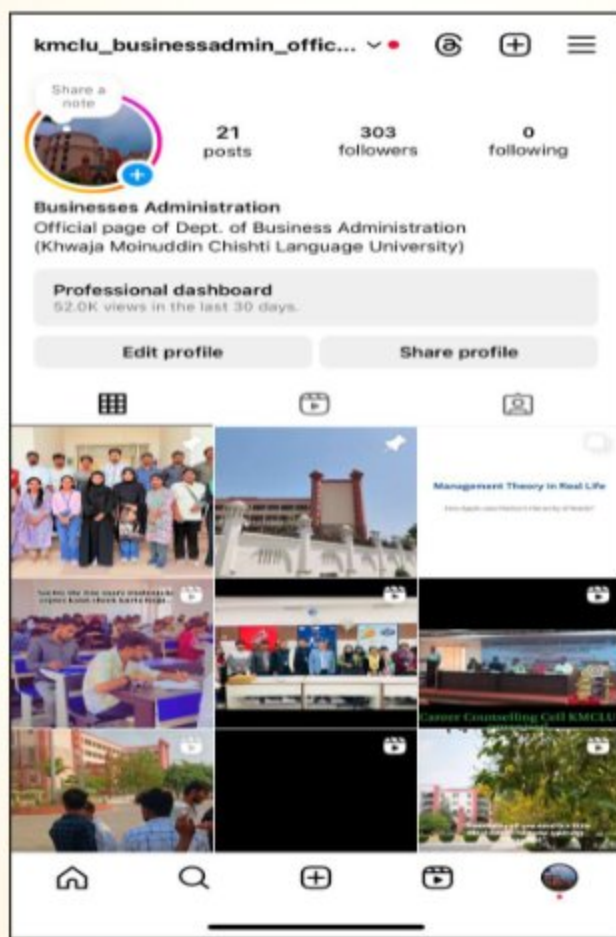 kmclu_businessadmin_offic...
Share a
note
21
posts
303
followers
0
following
Businesses Administration
Official page of Dept. of Business Administration
(Khwaja Moinuddin Chishti Language University)
Professional dashboard
52.0K views in the last 30 days.
Edit profile
Share profile
Management Theory in Real Life
Career Counselling Cell KMCLU